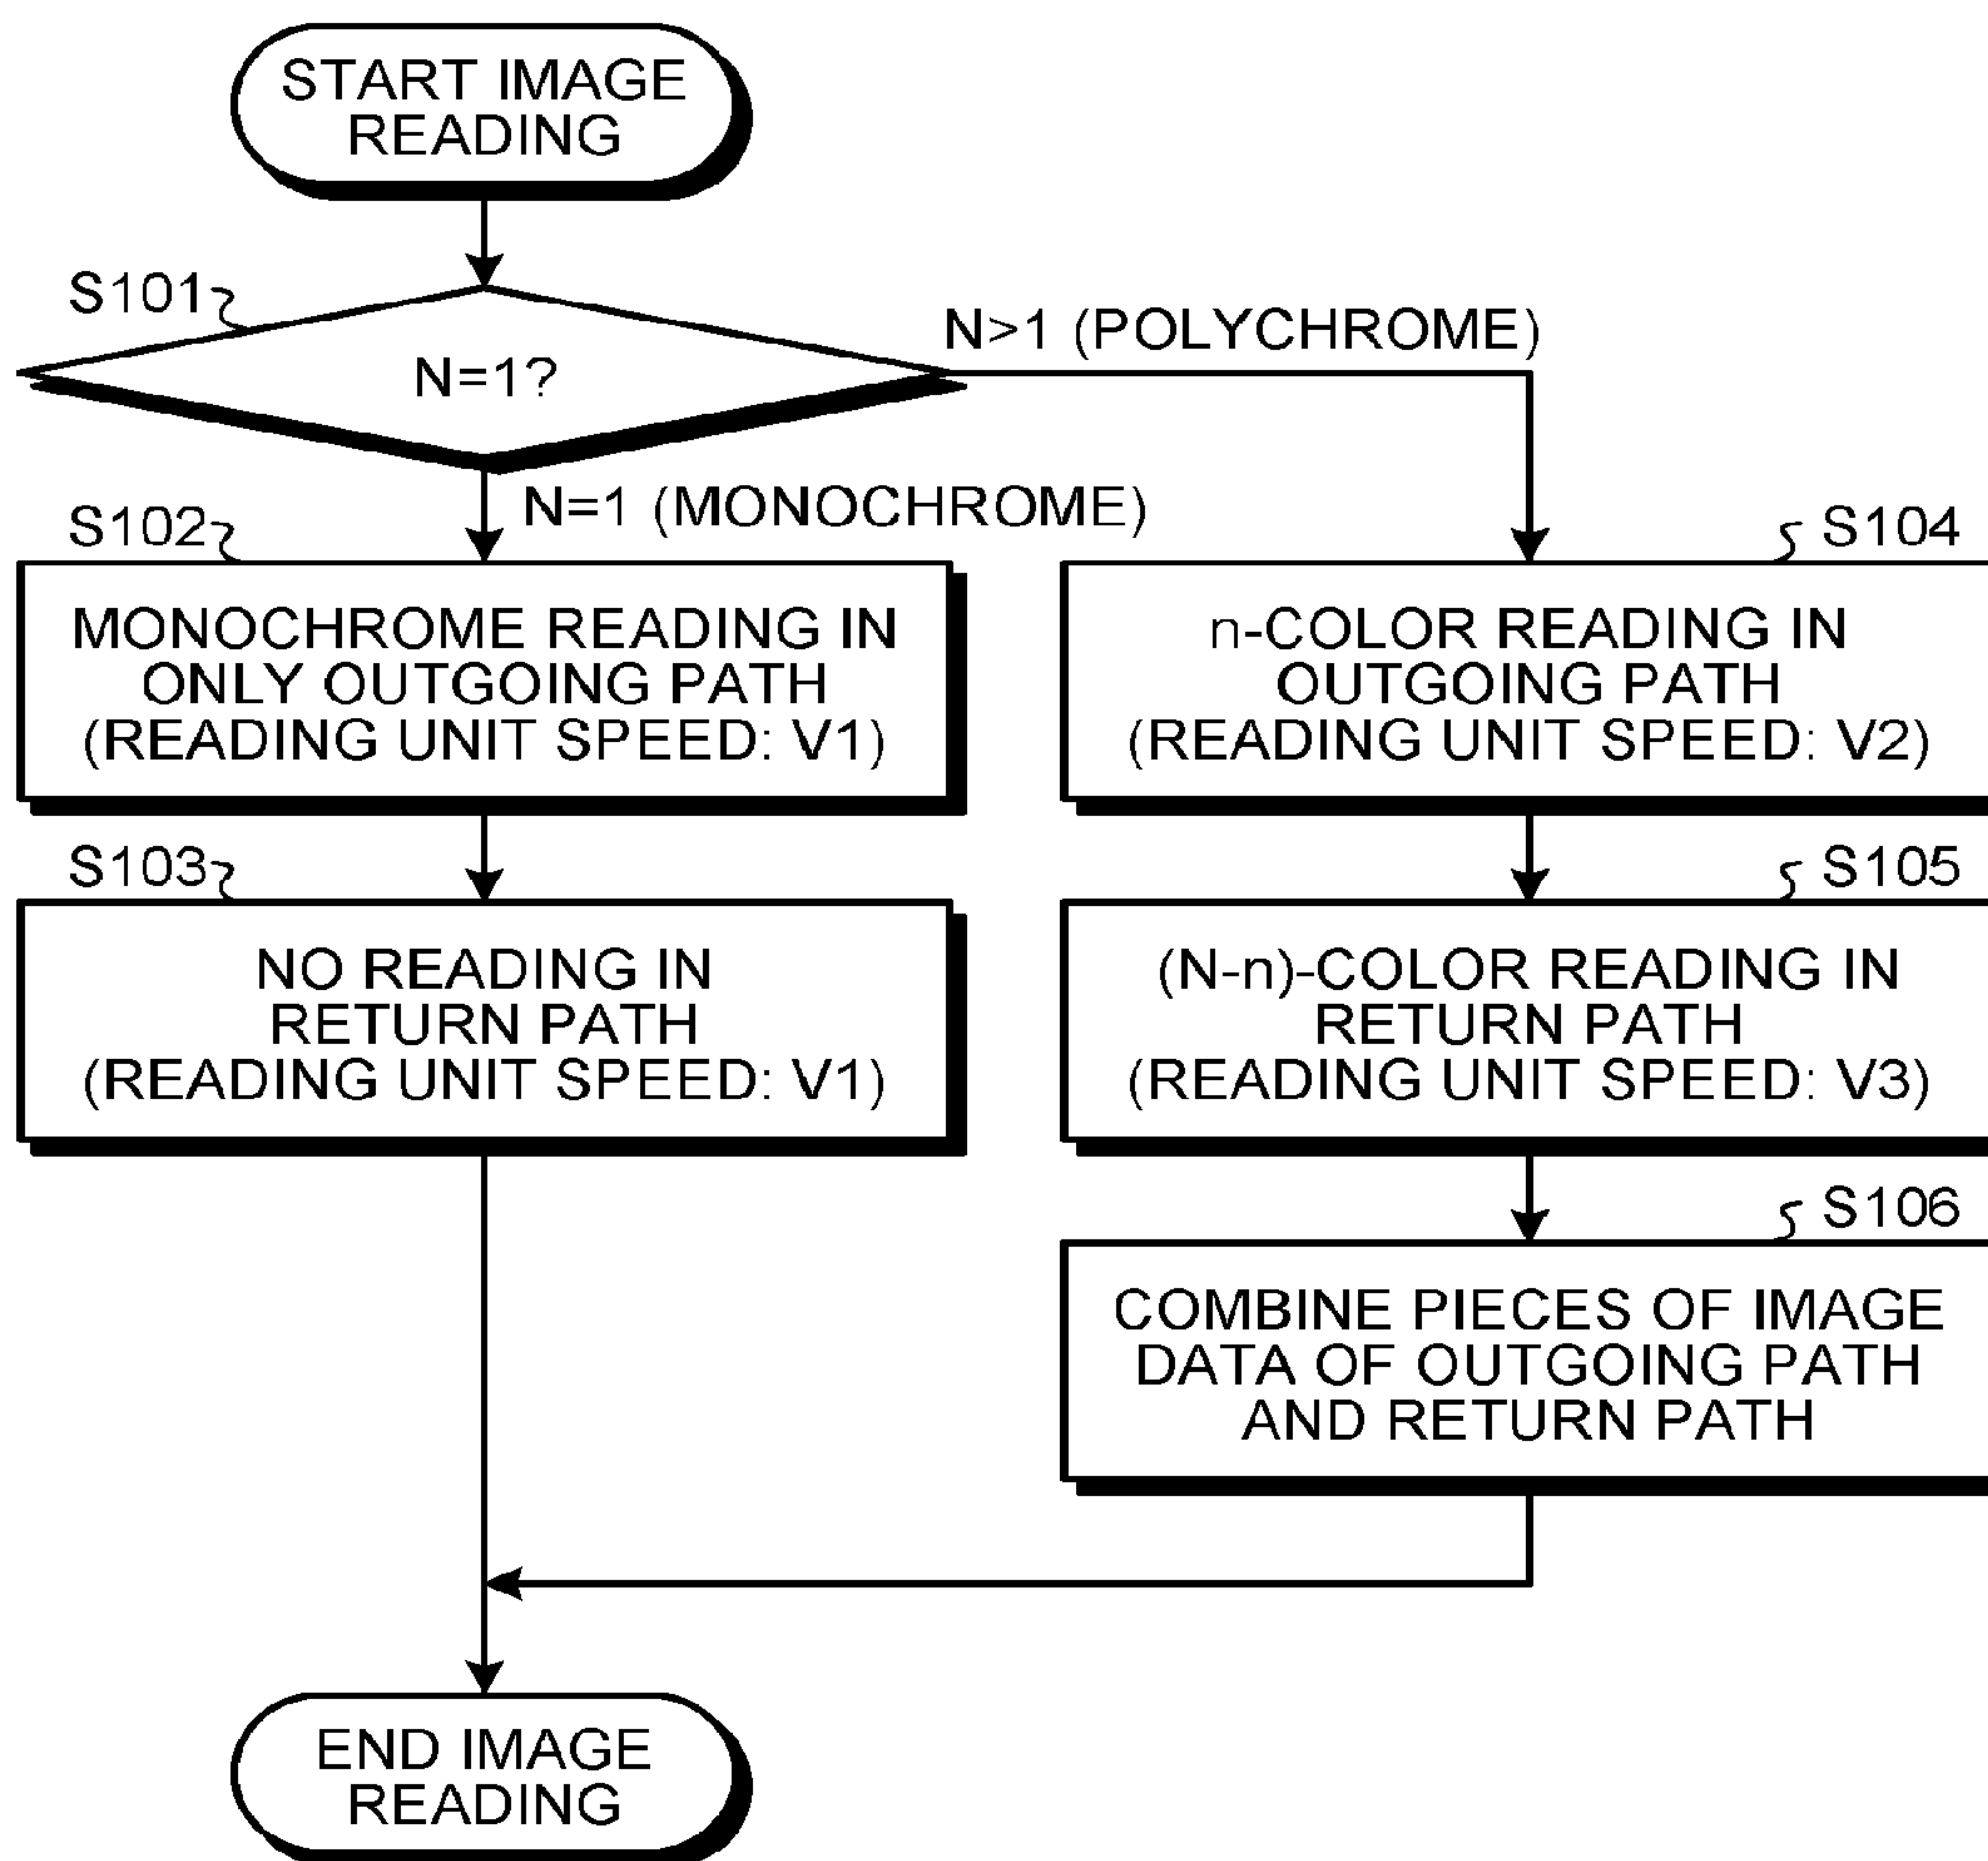 START IMAGE
READING
S101
N=1?
N>1 (POLYCHROME)
N=1 (MONOCHROME)
S102
MONOCHROME READING IN
ONLY OUTGOING PATH
(READING UNIT SPEED: V1)
S103
NO READING IN
RETURN PATH
(READING UNIT SPEED: V1)
S104
n-COLOR READING IN
OUTGOING PATH
(READING UNIT SPEED: V2)
S105
(N-n)-COLOR READING IN
RETURN PATH
(READING UNIT SPEED: V3)
S106
COMBINE PIECES OF IMAGE
DATA OF OUTGOING PATH
AND RETURN PATH
END IMAGE
READING